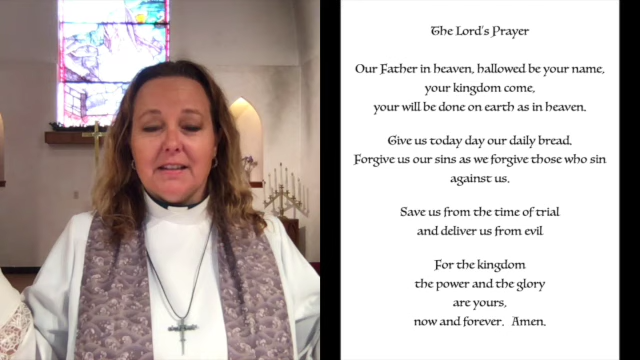 The Lord's Prayer
Our Father in heaven, hallowed be your name,
your kingdom come,
your will be done on earth as in heaven.
Give us today day our daily bread.
Forgive us our sins as we forgive those who sin
against us.
Save us from the time of trial
and deliver us from evil
For the kingdom
the power and the glory
are yours,
now and forever. Amen.